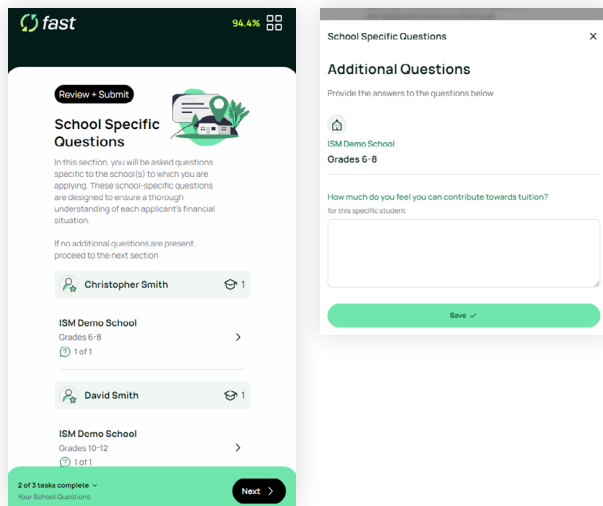 fast
94.4%
Review + Submit
School Specific
Questions
In this section, you will be asked questions
specific to the school(s) to which you are
applying. These school-specific questions
are designed to ensure a thorough
understanding of each applicant's financial
situation.
If no additional questions are present,
proceed to the next section
Christopher Smith
1
ISM Demo School
Grades 6-8
1 of 1
David Smith
1
ISM Demo School
Grades 10-12
1 of 1
2 of 3 tasks complete
Your School Questions
Next
School Specific Questions
Additional Questions
Provide the answers to the questions below
ISM Demo School
Grades 6-8
How much do you feel you can contribute towards tuition?
for this specific student
Save